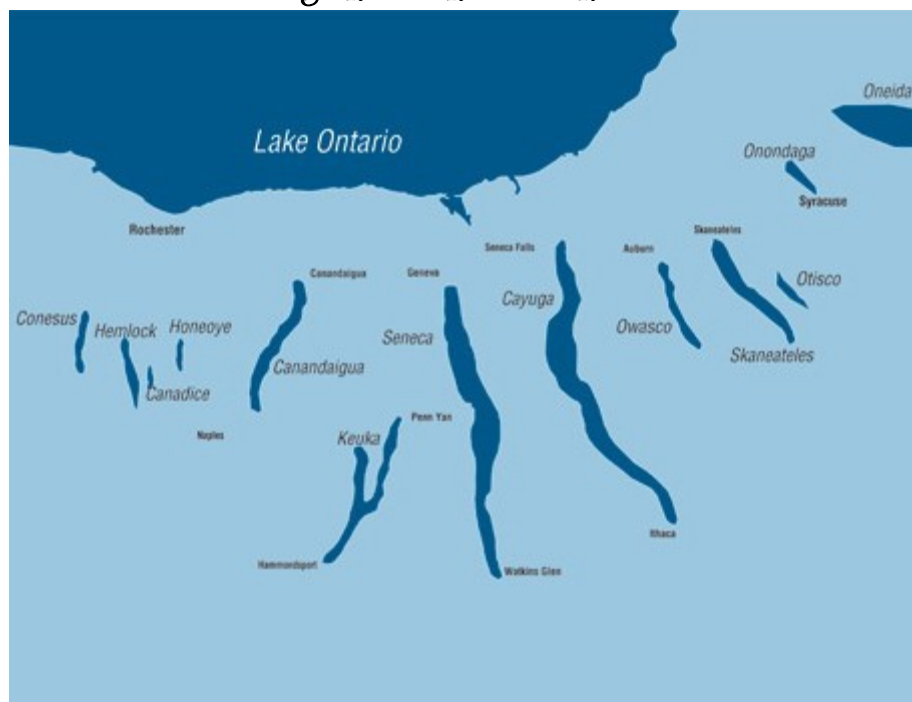 Oneida
Lake Ontario
Onondaga
Syracuse
Rochester
Skaneateles
Seneca Falls
Auburn
Canandaigua
Geneva
Otisco
Cayuga
Conesus
Hemlock
Honeoye
Owasco
Seneca
Skaneateles
Canandaigua
Canadice
Penn Yan
Naples
Keuka
Ithaca
Hammondsport
Watkins Glen